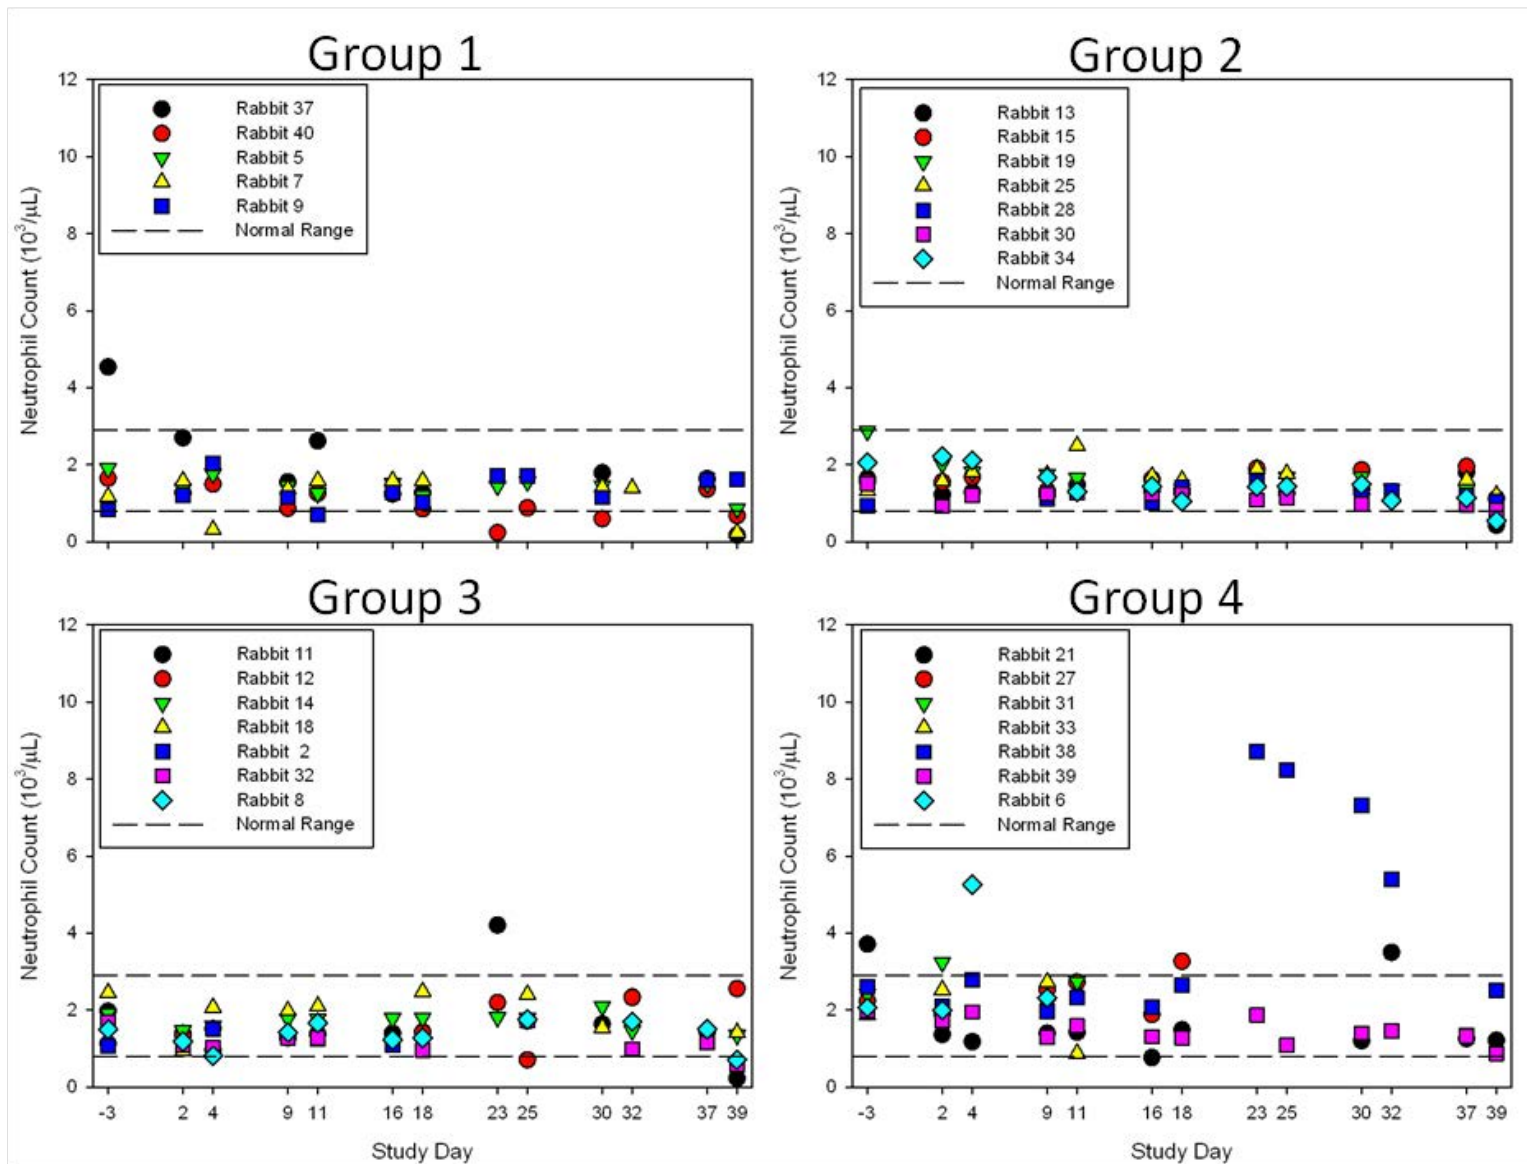 Group 1
12
10
8
6
4
2
0
Neutrophil Count (10³/µL)
Rabbit 37
Rabbit 40
Rabbit 5
Rabbit 7
Rabbit 9
Normal Range
Group 2
12
10
8
6
4
2
0
Neutrophil Count (10³/µL)
Rabbit 13
Rabbit 15
Rabbit 19
Rabbit 25
Rabbit 28
Rabbit 30
Rabbit 34
Normal Range
Group 3
12
10
8
6
4
2
0
Neutrophil Count (10³/µL)
Rabbit 11
Rabbit 12
Rabbit 14
Rabbit 18
Rabbit 2
Rabbit 32
Rabbit 8
Normal Range
-3 2 4 9 11 16 18 23 25 30 32 37 39
Study Day
Group 4
12
10
8
6
4
2
0
Neutrophil Count (10³/µL)
Rabbit 21
Rabbit 27
Rabbit 31
Rabbit 33
Rabbit 38
Rabbit 39
Rabbit 6
Normal Range
-3 2 4 9 11 16 18 23 25 30 32 37 39
Study Day